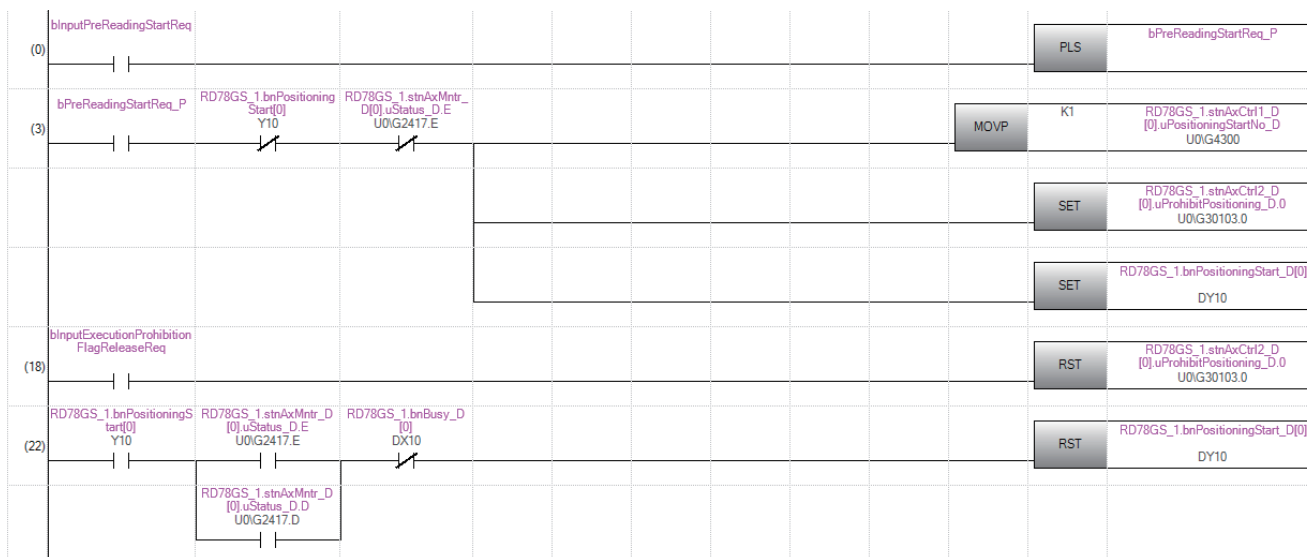 bInputPreReadingStartReq
(0)
PLS
bPreReadingStartReq_P
(3)
bPreReadingStartReq_P
RD78GS_1.bnPositioning
Start[0]
Y10
RD78GS_1.stnAxMntr_
D[0].uStatus_D.E
U0\G2417.E
MOVP
K1
RD78GS_1.stnAxCtrl1_D
[0].uPositioningStartNo_D
U0\G4300
SET
RD78GS_1.stnAxCtrl2_D
[0].uProhibitPositioning_D.0
U0\G30103.0
SET
RD78GS_1.bnPositioningStart_D[0]
DY10
bInputExecutionProhibition
FlagReleaseReq
(18)
RST
RD78GS_1.stnAxCtrl2_D
[0].uProhibitPositioning_D.0
U0\G30103.0
(22)
RD78GS_1.bnPositioningS
tart[0]
Y10
RD78GS_1.stnAxMntr_D
[0].uStatus_D.E
U0\G2417.E
RD78GS_1.bnBusy_D
[0]
DX10
RST
RD78GS_1.bnPositioningStart_D[0]
DY10
RD78GS_1.stnAxMntr_D
[0].uStatus_D.D
U0\G2417.D